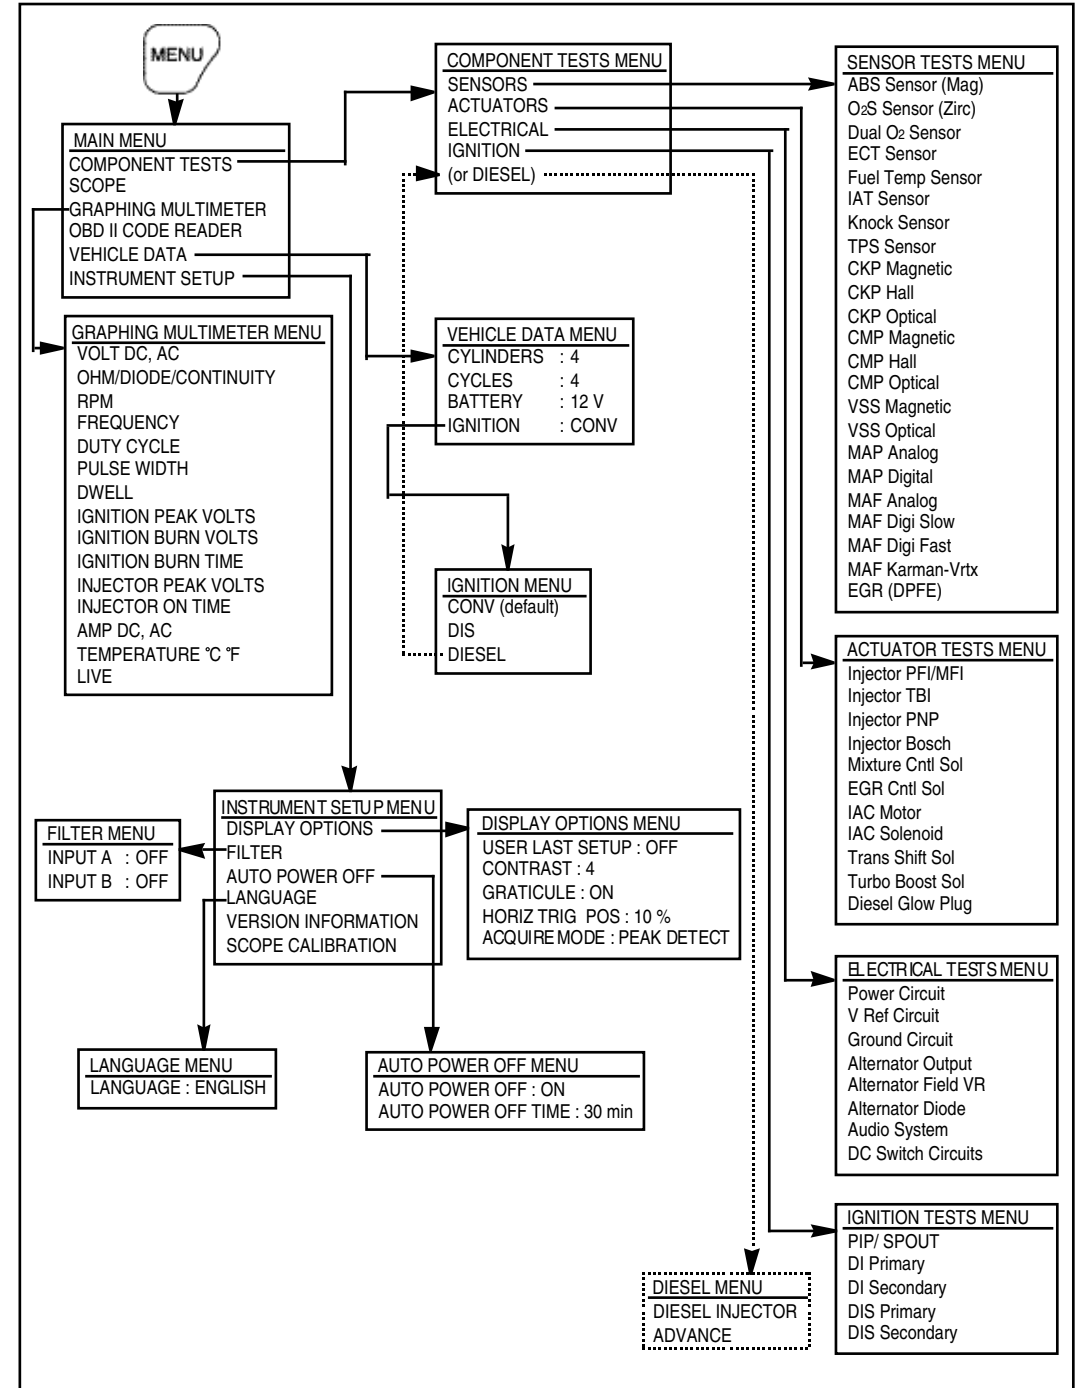 MENU
MAIN MENU
COMPONENT TESTS
SCOPE
GRAPHING MULTIMETER
OBD II CODE READER
VEHICLE DATA
INSTRUMENT SETUP
COMPONENT TESTS MENU
SENSORS
ACTUATORS
ELECTRICAL
IGNITION
(or DIESEL)
SENSOR TESTS MENU
ABS Sensor (Mag)
O2S Sensor (Zirc)
Dual O2 Sensor
ECT Sensor
Fuel Temp Sensor
IAT Sensor
Knock Sensor
TPS Sensor
CKP Magnetic
CKP Hall
CKP Optical
CMP Magnetic
CMP Hall
CMP Optical
VSS Magnetic
VSS Optical
MAP Analog
MAP Digital
MAF Analog
MAF Digi Slow
MAF Digi Fast
MAF Karman-Vrtx
EGR (DPFE)
GRAPHING MULTIMETER MENU
VOLT DC, AC
OHM/DIODE/CONTINUITY
RPM
FREQUENCY
DUTY CYCLE
PULSE WIDTH
DWELL
IGNITION PEAK VOLTS
IGNITION BURN VOLTS
IGNITION BURN TIME
INJECTOR PEAK VOLTS
INJECTOR ON TIME
AMP DC, AC
TEMPERATURE °C °F
LIVE
VEHICLE DATA MENU
CYLINDERS : 4
CYCLES : 4
BATTERY : 12 V
IGNITION : CONV
IGNITION MENU
CONV (default)
DIS
DIESEL
ACTUATOR TESTS MENU
Injector PFI/MFI
Injector TBI
Injector PNP
Injector Bosch
Mixture Cntl Sol
EGR Cntl Sol
IAC Motor
IAC Solenoid
Trans Shift Sol
Turbo Boost Sol
Diesel Glow Plug
INSTRUMENT SETUP MENU
DISPLAY OPTIONS
FILTER
AUTO POWER OFF
LANGUAGE
VERSION INFORMATION
SCOPE CALIBRATION
FILTER MENU
INPUT A : OFF
INPUT B : OFF
DISPLAY OPTIONS MENU
USER LAST SETUP : OFF
CONTRAST : 4
GRATICULE : ON
HORIZ TRIG POS : 10 %
ACQUIRE MODE : PEAK DETECT
ELECTRICAL TESTS MENU
Power Circuit
V Ref Circuit
Ground Circuit
Alternator Output
Alternator Field VR
Alternator Diode
Audio System
DC Switch Circuits
LANGUAGE MENU
LANGUAGE : ENGLISH
AUTO POWER OFF MENU
AUTO POWER OFF : ON
AUTO POWER OFF TIME : 30 min
IGNITION TESTS MENU
PIP/ SPOUT
DI Primary
DI Secondary
DIS Primary
DIS Secondary
DIESEL MENU
DIESEL INJECTOR
ADVANCE